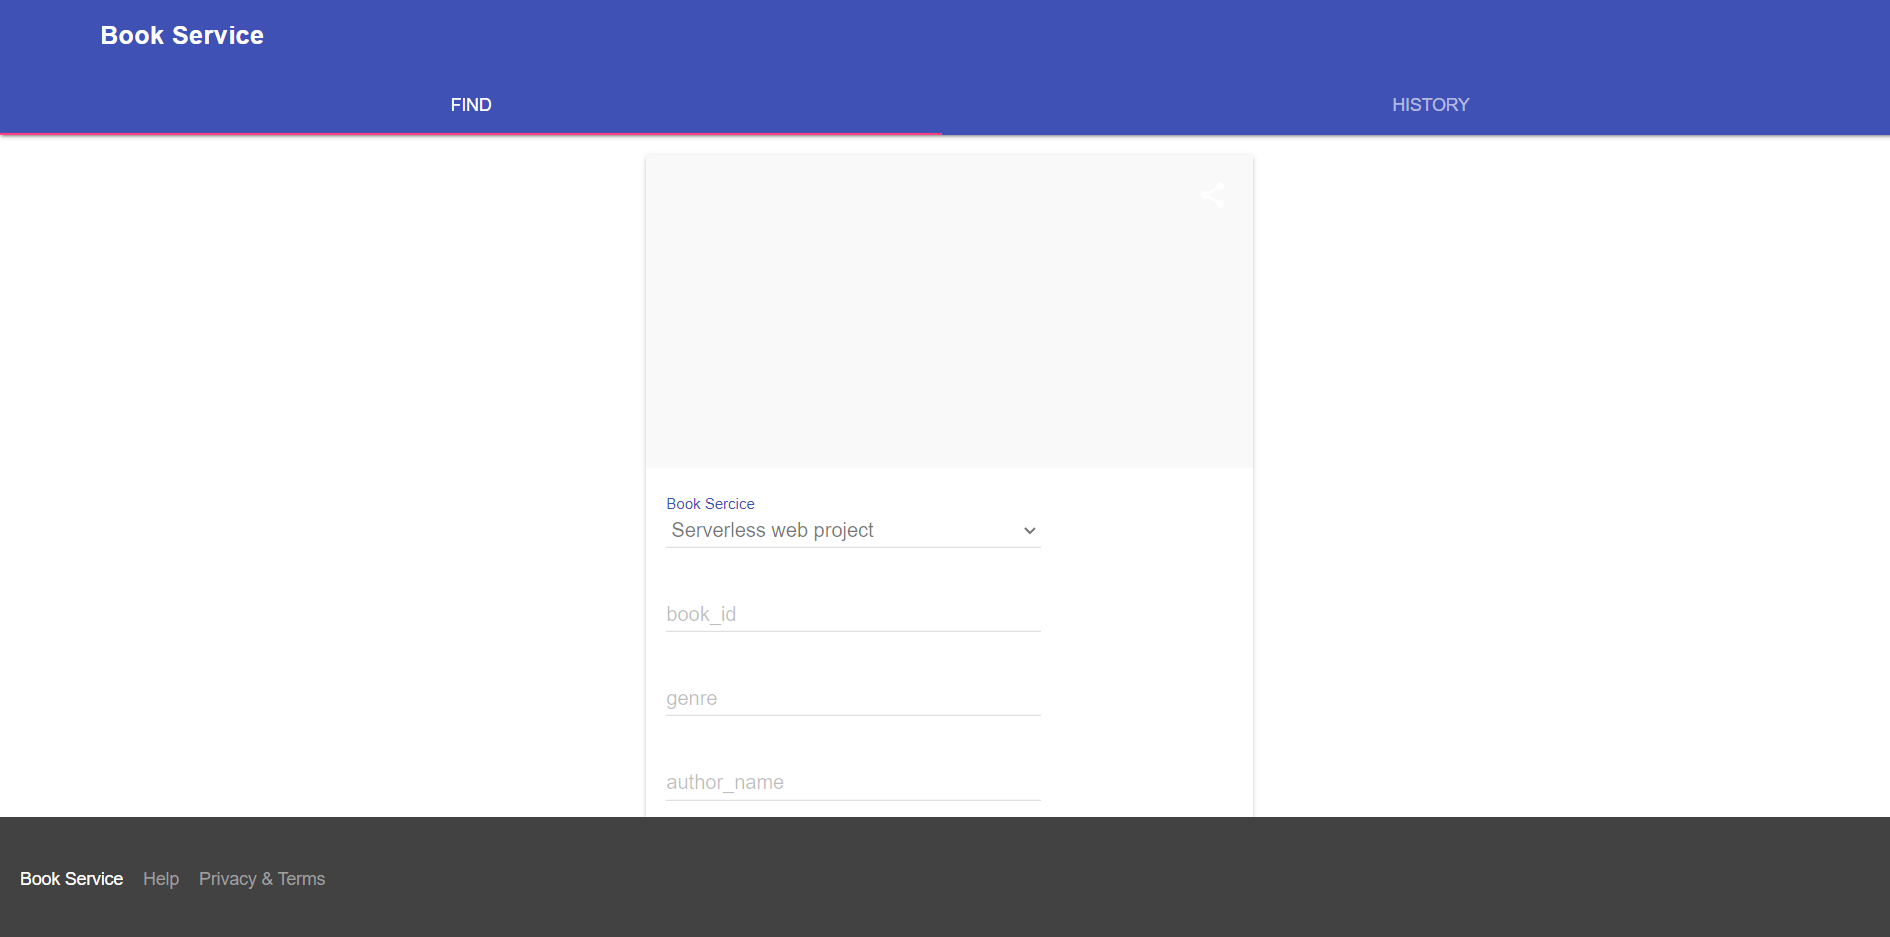 Book Service
FIND
HISTORY
Book Sercice
Serverless web project
book_id
genre
author_name
Book Service Help Privacy & Terms